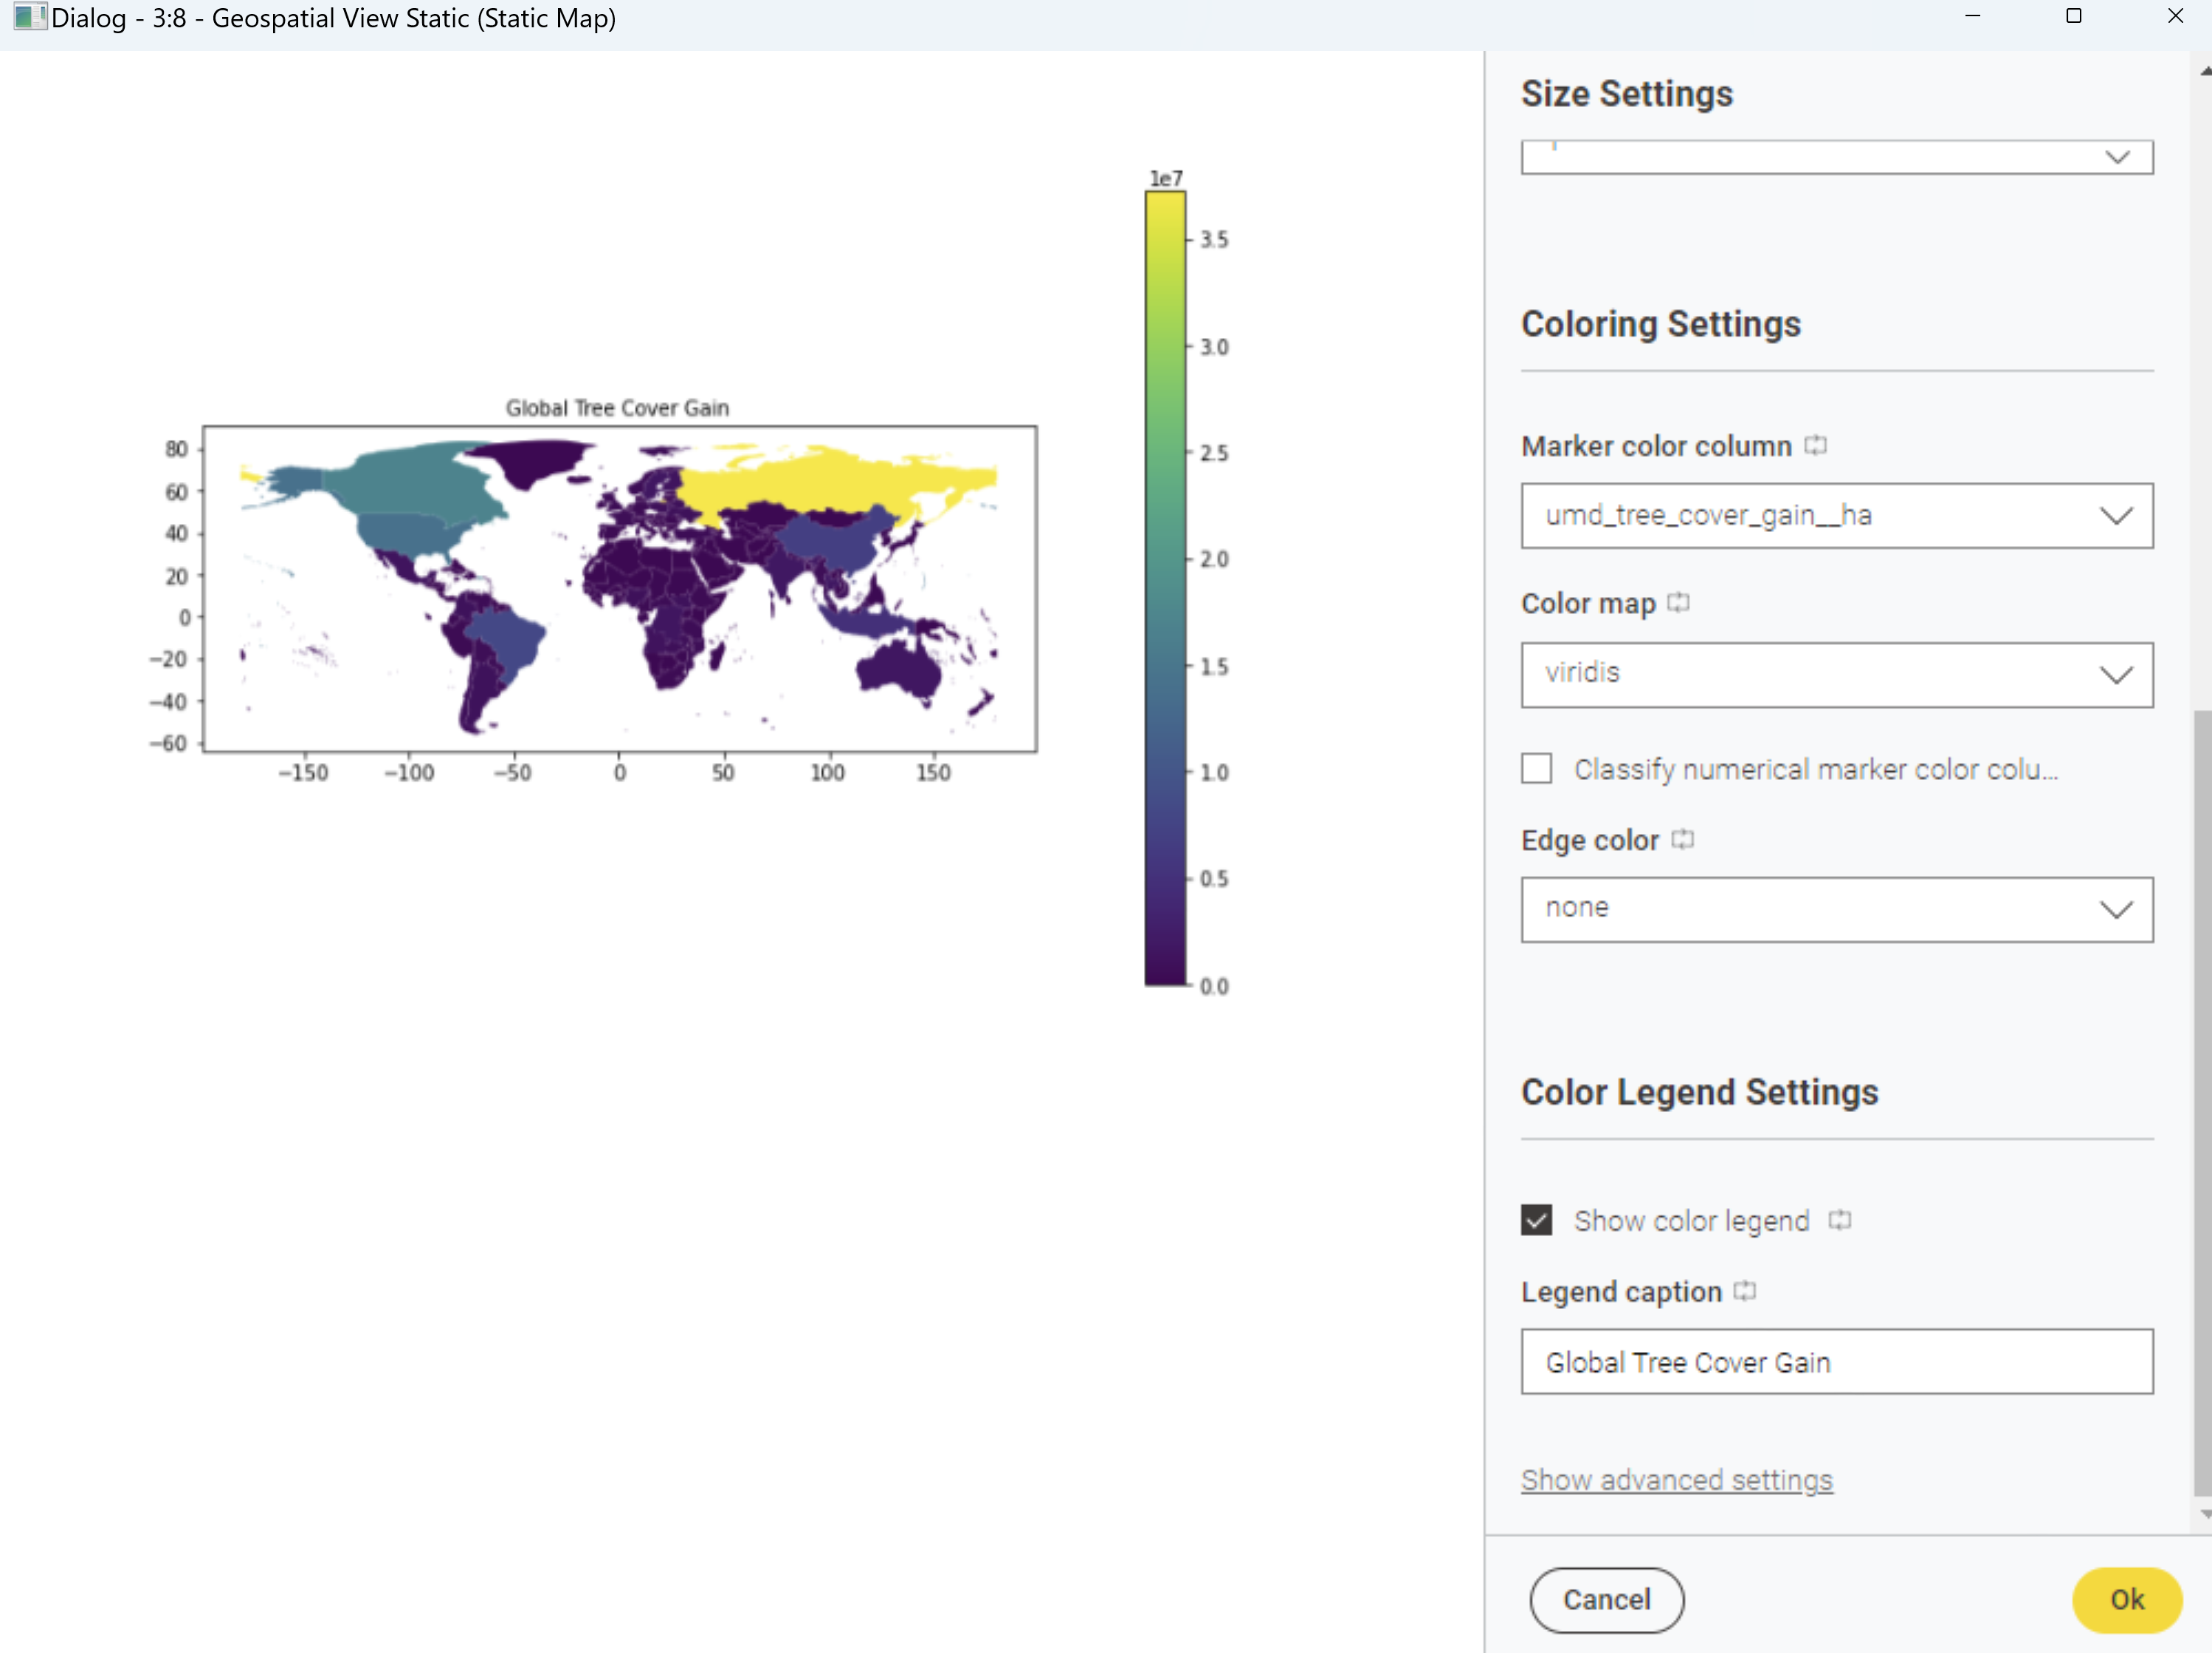 Dialog - 3:8 - Geospatial View Static (Static Map)
Global Tree Cover Gain
80
60
40
20
0
−20
−40
−60
−150
−100
−50
0
50
100
150
1e7
3.5
3.0
2.5
2.0
1.5
1.0
0.5
0.0
Size Settings
Coloring Settings
Marker color column
umd_tree_cover_gain__ha
Color map
viridis
Classify numerical marker color colu...
Edge color
none
Color Legend Settings
Show color legend
Legend caption
Global Tree Cover Gain
Show advanced settings
Cancel
Ok